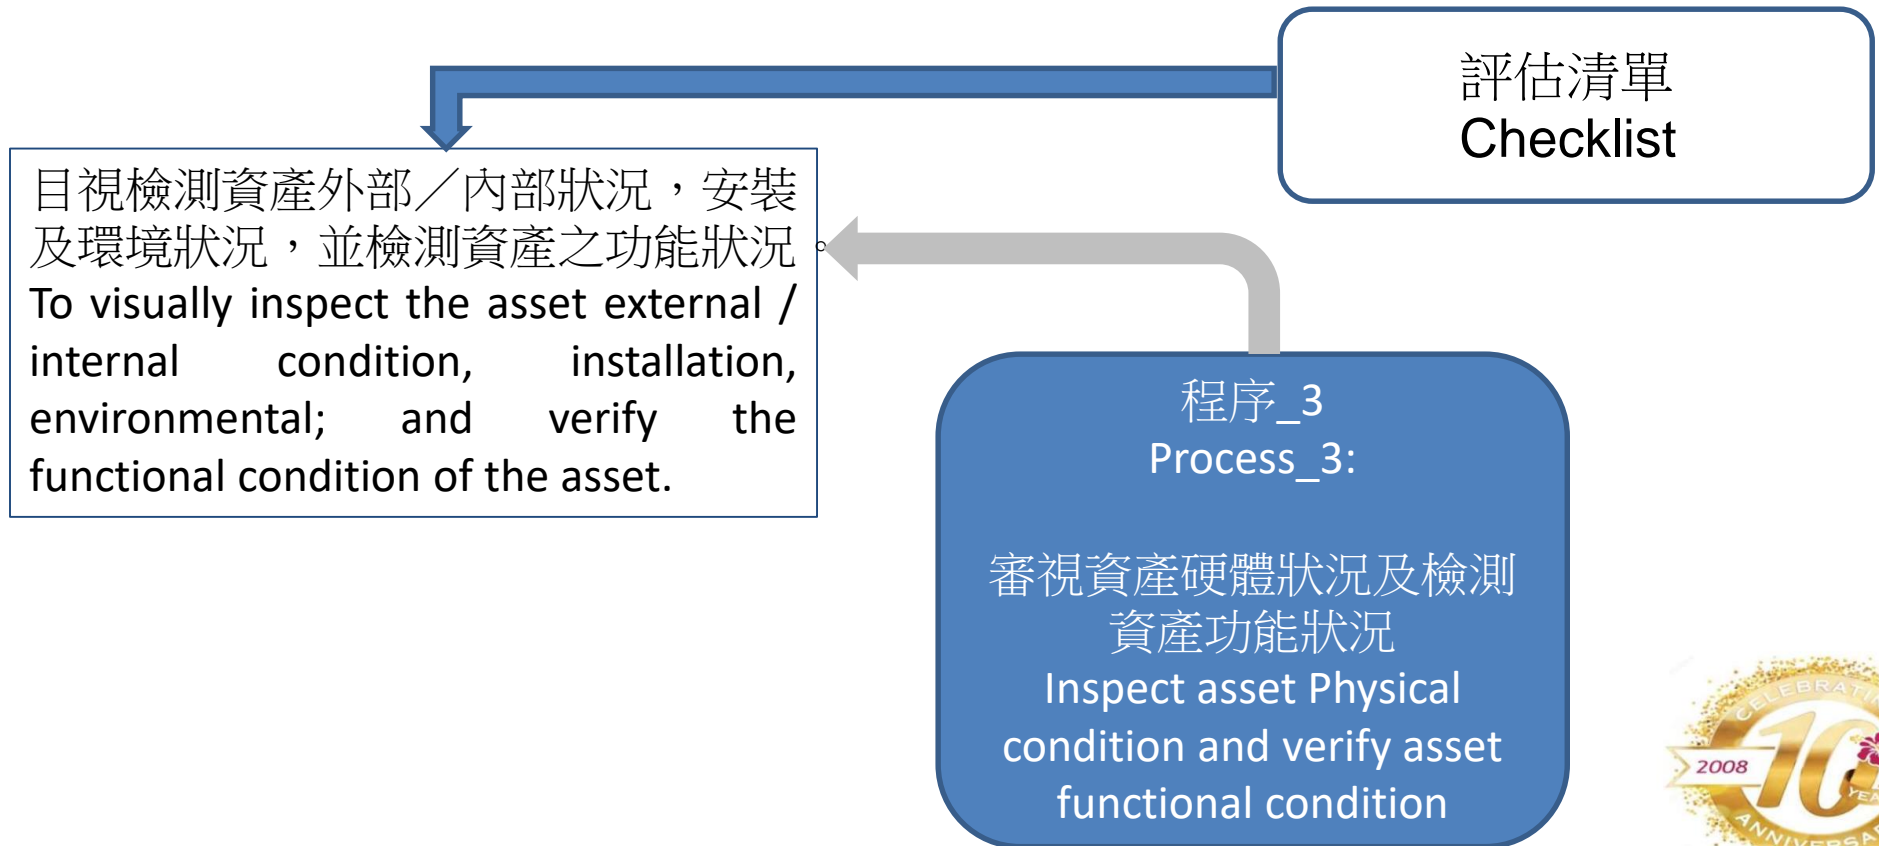 評估清單
Checklist
目視檢測資產外部／內部狀況，安裝
及環境狀況，並檢測資產之功能狀況。
To visually inspect the asset external /
internal condition, installation,
environmental; and verify the
functional condition of the asset.
程序_3
Process_3:
審視資產硬體狀況及檢測
資產功能狀況
Inspect asset Physical
condition and verify asset
functional condition
2008
10